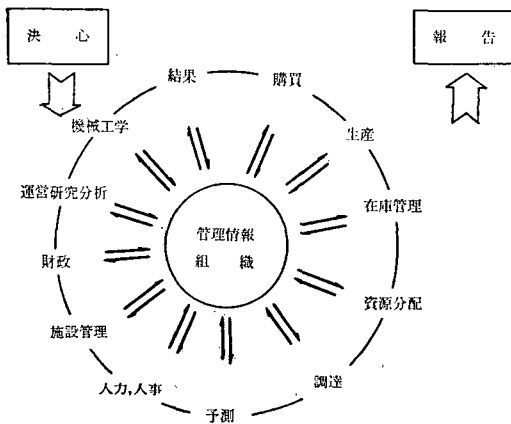 決心
報告
結果
購買
機械工学
生産
運営研究分析
在庫管理
管理情報
組織
財政
資源分配
施設管理
調達
人力,人事
予測